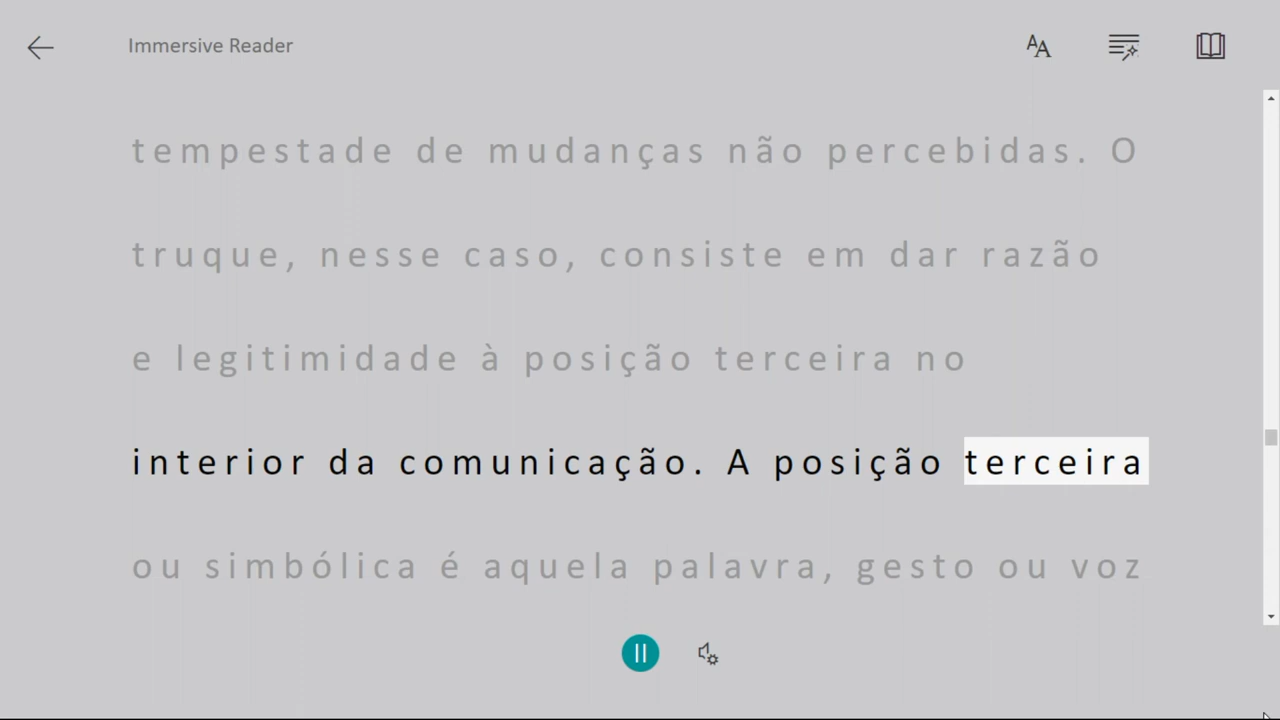 Immersive Reader
tempestade de mudanças não percebidas. O
truque, nesse caso, consiste em dar razão
e legitimidade à posição terceira no
interior da comunicação. A posição terceira
ou simbólica é aquela palavra, gesto ou voz